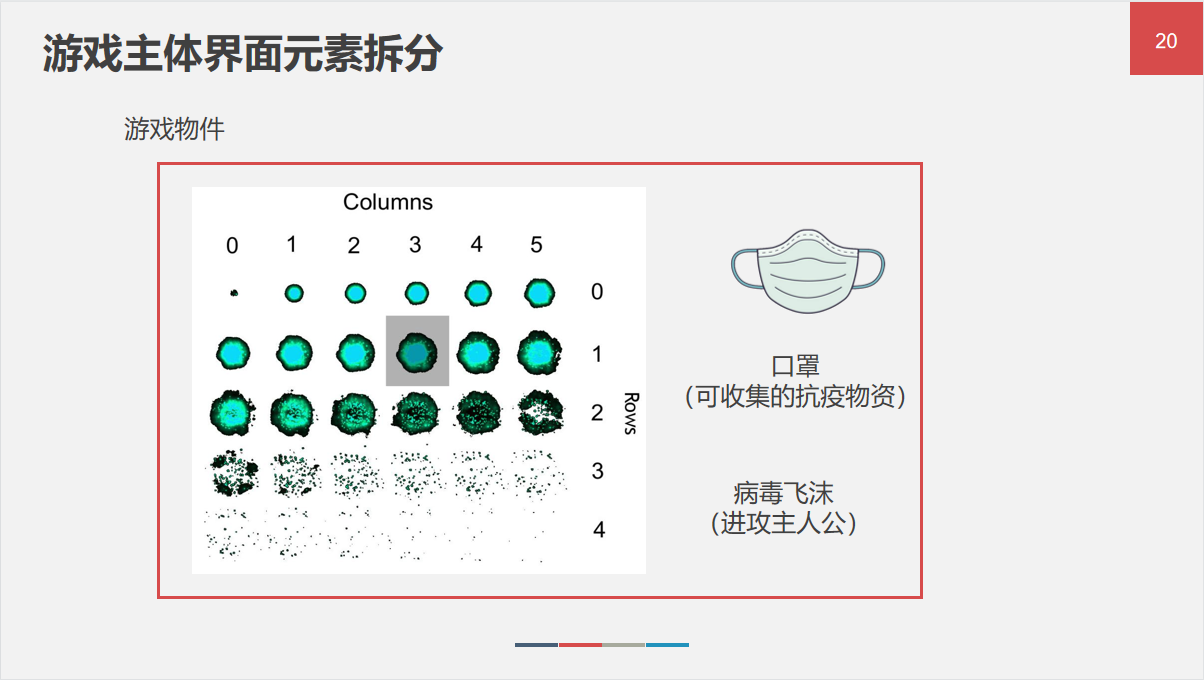 游戏主体界面元素拆分
20
游戏物件
Columns
0 1 2 3 4 5
0
1
2
Rows
3
4
口罩
（可收集的抗疫物资）
病毒飞沫
（进攻主人公）